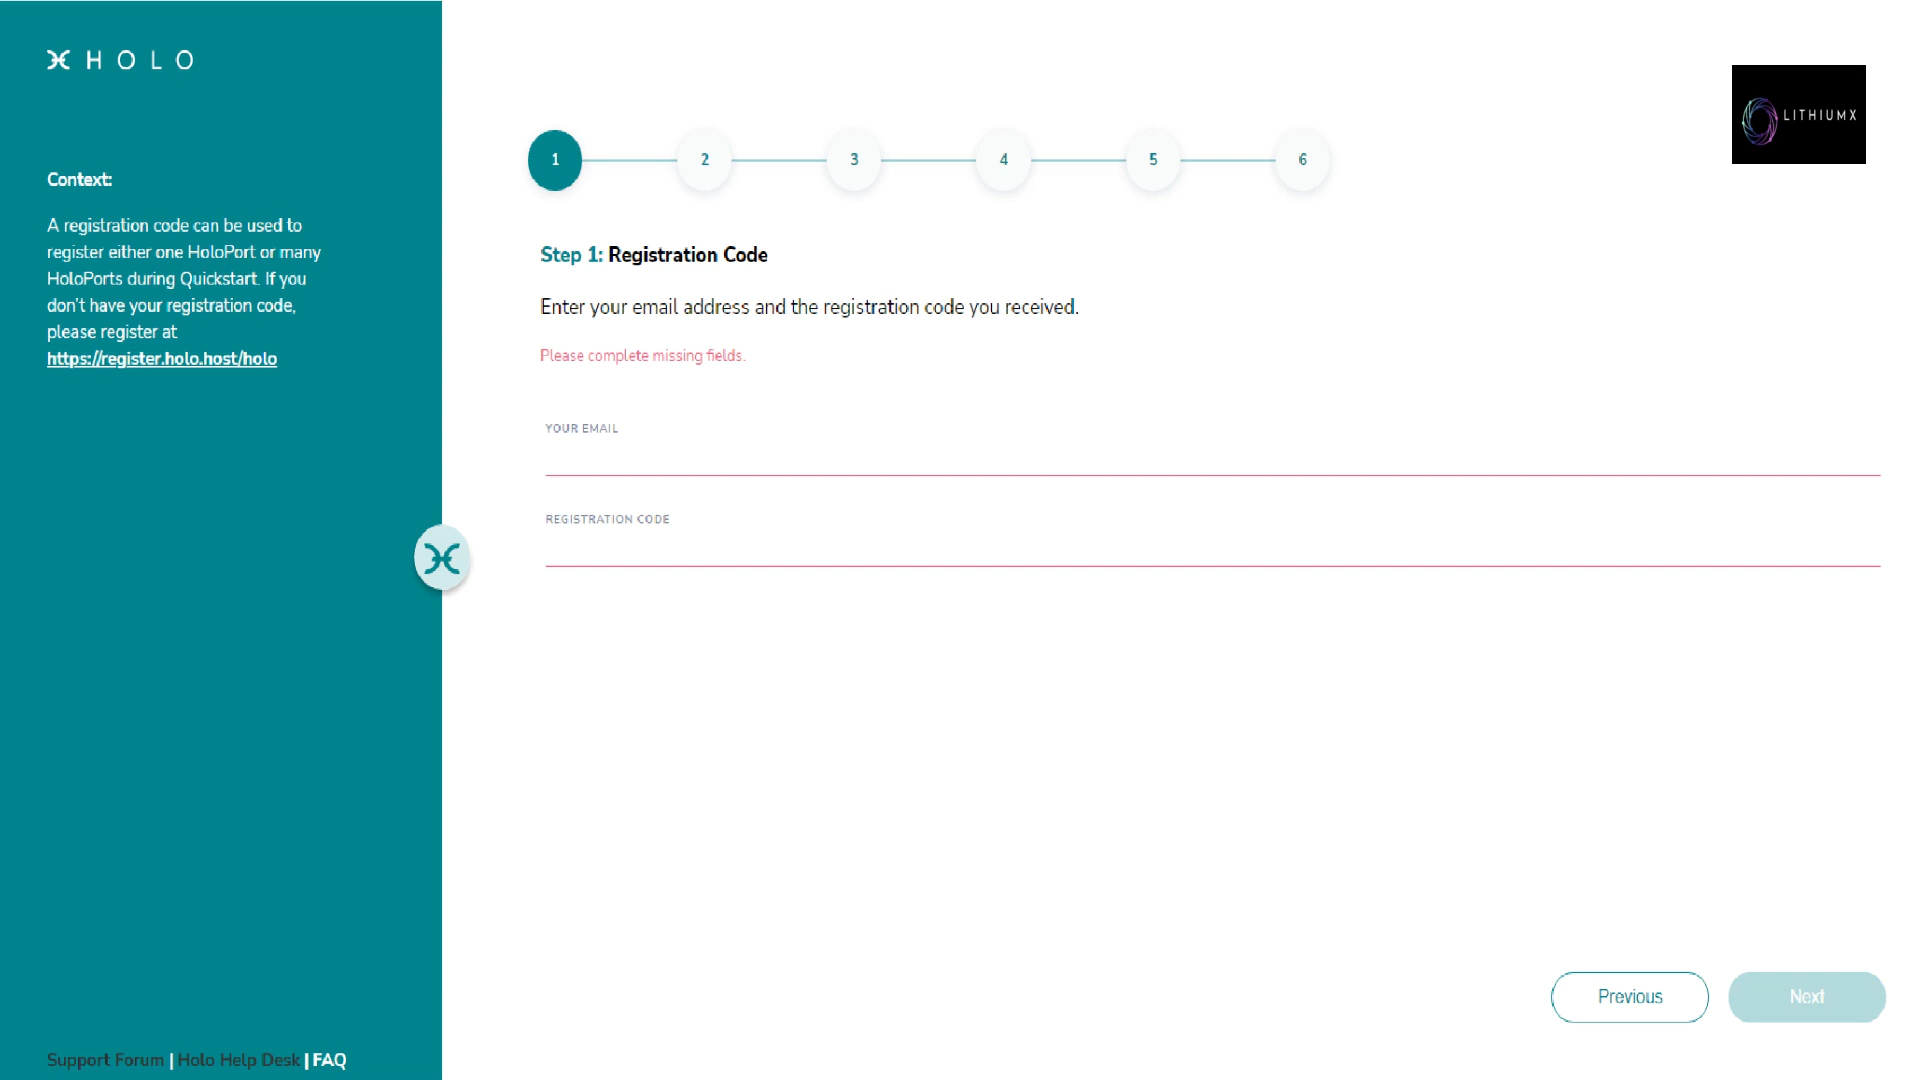 HOLO
LITHIUMX
1
2
3
4
5
6
Context:
A registration code can be used to
register either one HoloPort or many
HoloPorts during Quickstart. If you
don't have your registration code,
please register at
https://register.holo.host/holo
Step 1: Registration Code
Enter your email address and the registration code you received.
Please complete missing fields.
YOUR EMAIL
REGISTRATION CODE
Previous
Next
Support Forum | Holo Help Desk | FAQ